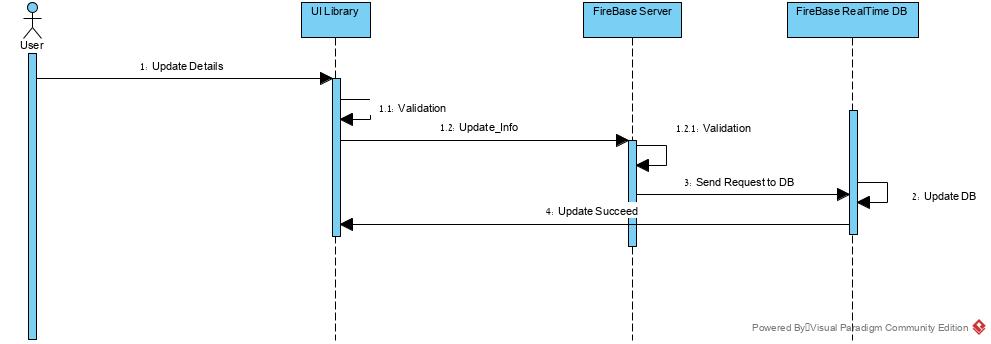 UI Library
FireBase Server
FireBase RealTime DB
User
1: Update Details
1.1: Validation
1.2: Update_Info
1.2.1: Validation
3: Send Request to DB
2: Update DB
4: Update Succeed
Powered By Visual Paradigm Community Edition